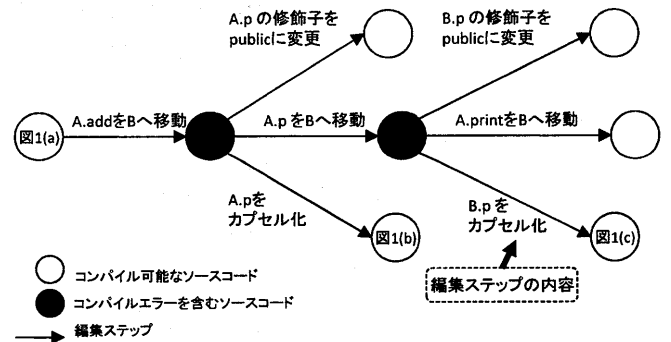 A.p の修飾子を
publicに変更
B.p の修飾子を
publicに変更
図1(a)
A.addをBへ移動
A.p をBへ移動
A.printをBへ移動
A.pを
カプセル化
図1(b)
B.p を
カプセル化
図1(c)
編集ステップの内容
コンパイル可能なソースコード
コンパイルエラーを含むソースコード
編集ステップ